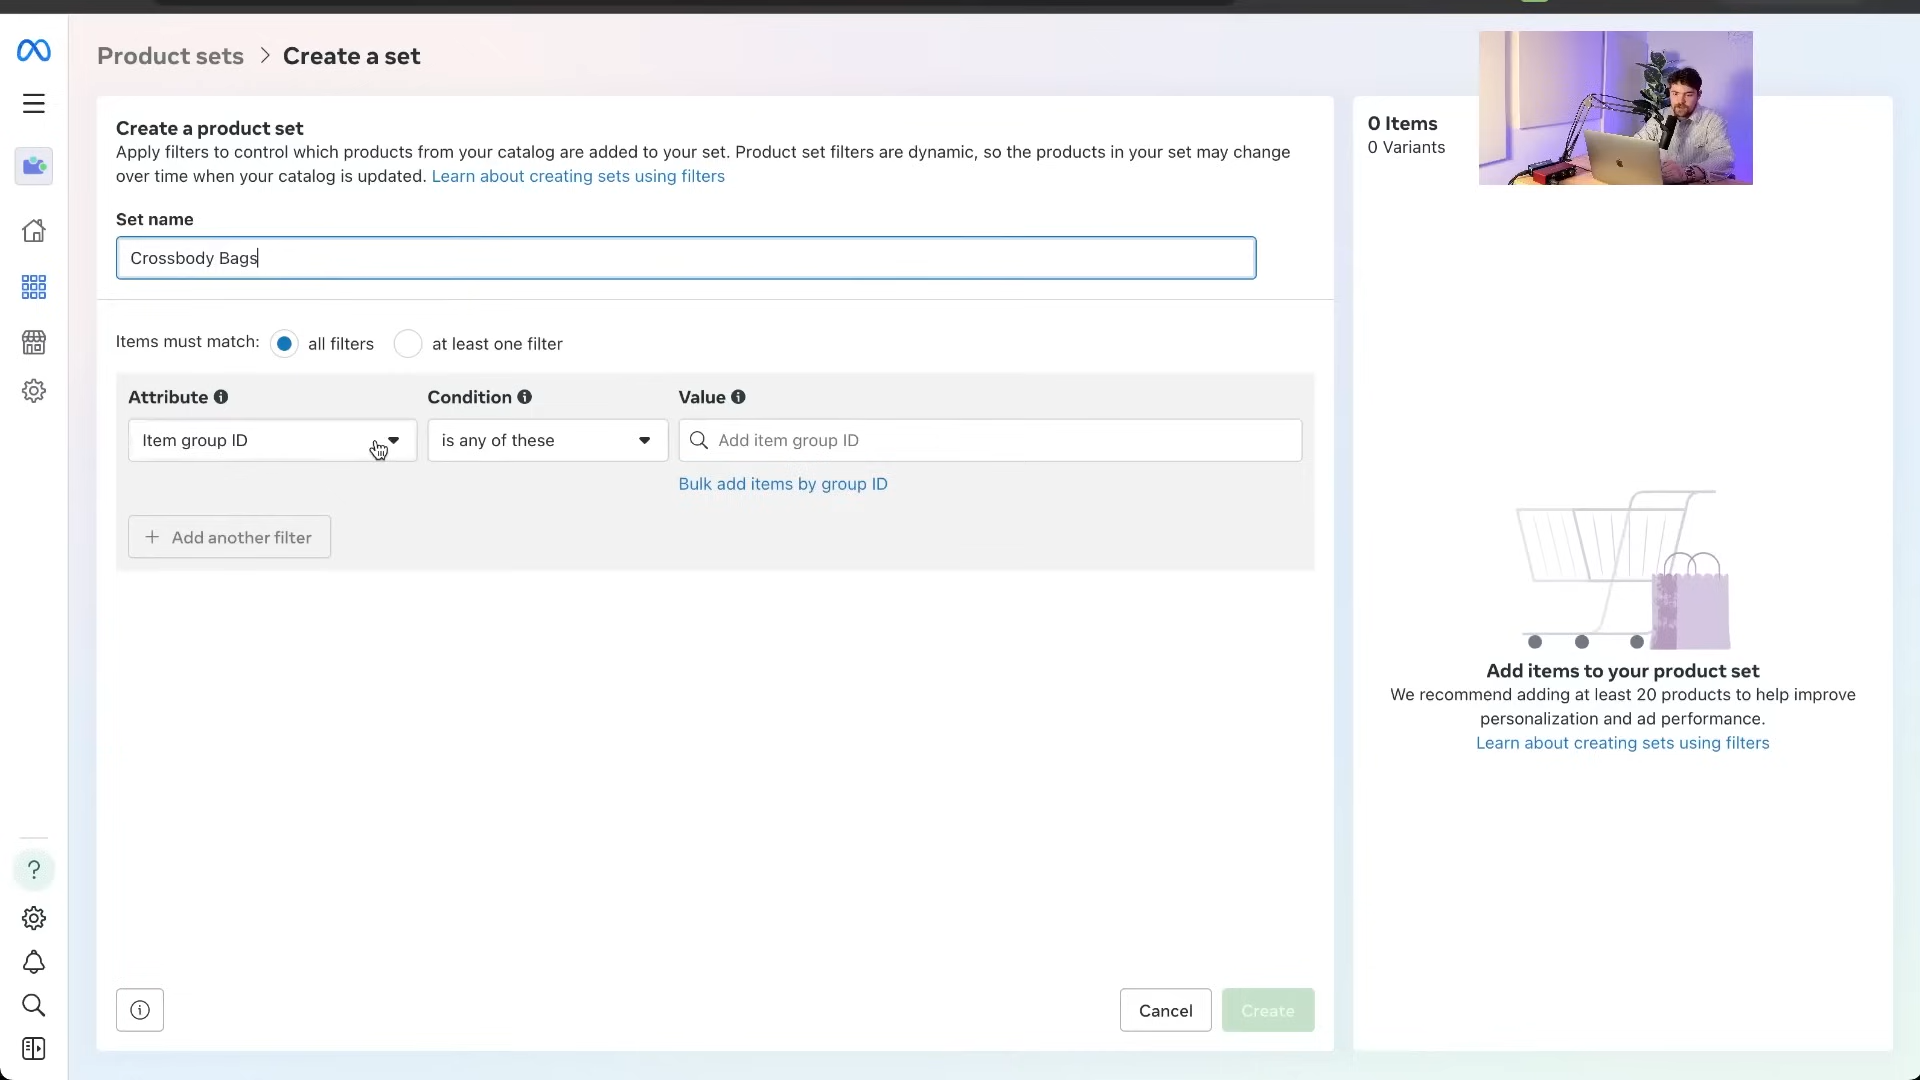 Product sets > Create a set
Create a product set
Apply filters to control which products from your catalog are added to your set. Product set filters are dynamic, so the products in your set may change
over time when your catalog is updated. Learn about creating sets using filters
Set name
Crossbody Bags
Items must match: all filters at least one filter
Attribute Condition Value
Item group ID is any of these Add item group ID
Bulk add items by group ID
+ Add another filter
Cancel Create
0 Items
0 Variants
Add items to your product set
We recommend adding at least 20 products to help improve
personalization and ad performance.
Learn about creating sets using filters